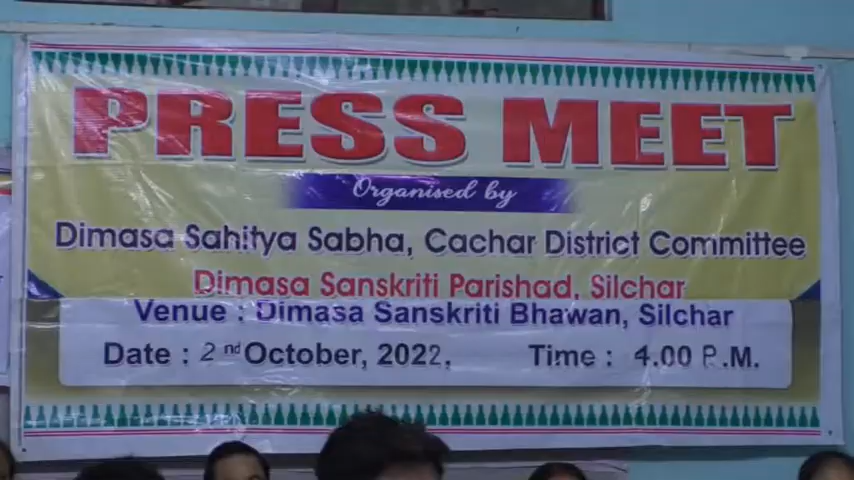 PRESS MEET
Organised by
Dimasa Sahitya Sabha, Cachar District Committee
Dimasa Sanskriti Parishad, Silchar
Venue : Dimasa Sanskriti Bhawan, Silchar
Date : 2nd October, 2022. Time : 4.00 P.M.